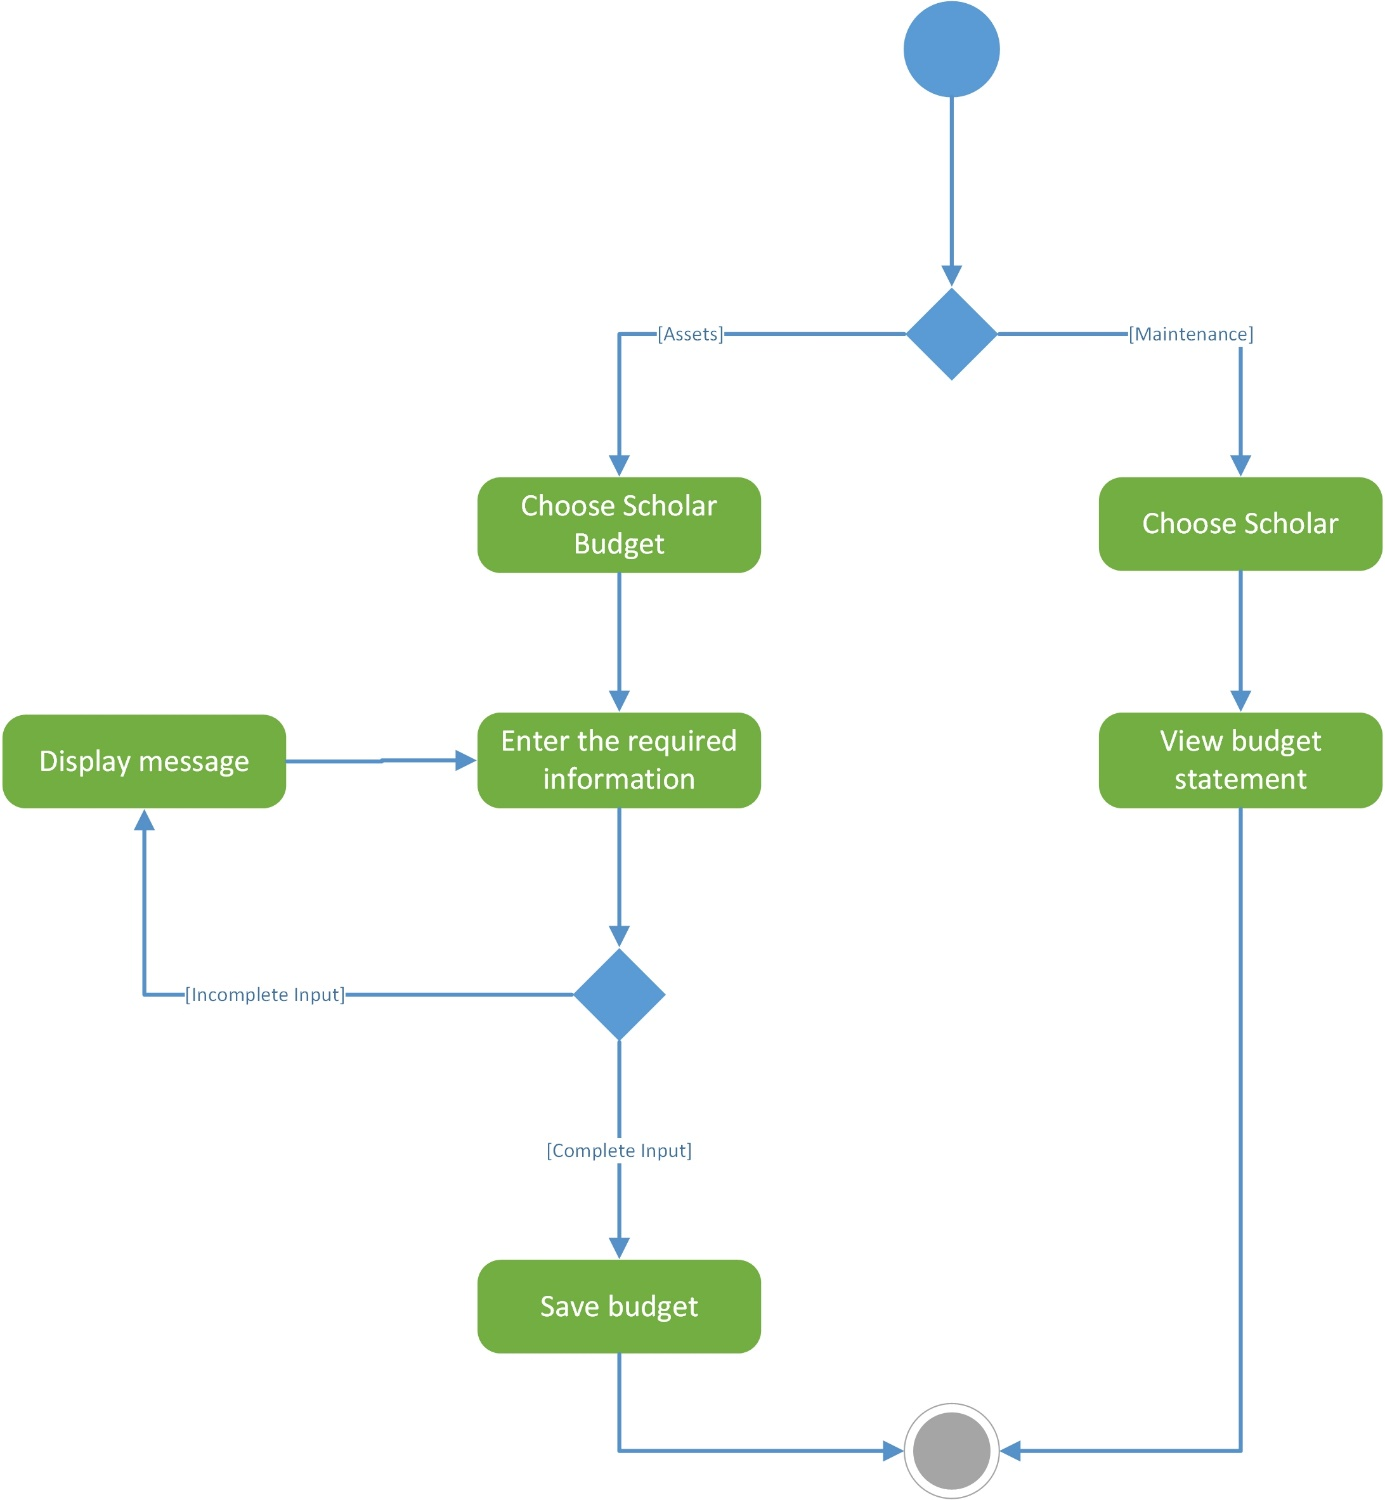 [Assets]
[Maintenance]
Choose Scholar
Budget
Choose Scholar
Display message
Enter the required
information
View budget
statement
[Incomplete Input]
[Complete Input]
Save budget